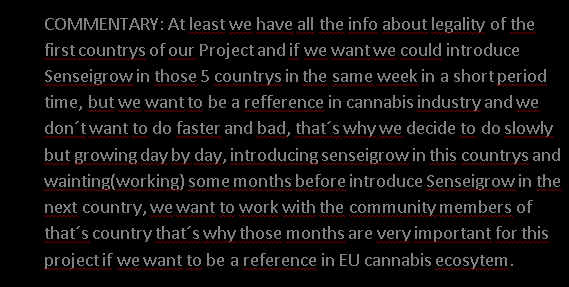 COMMENTARY: At least we have all the info about legality of the
first countrys of our Project and if we want we could introduce
Senseigrow in those 5 countrys in the same week in a short period
time, but we want to be a refference in cannabis industry and we
don´t want to do faster and bad, that´s why we decide to do slowly
but growing day by day, introducing senseigrow in this countrys and
wainting(working) some months before introduce Senseigrow in the
next country, we want to work with the community members of
that´s country that´s why those months are very important for this
project if we want to be a reference in EU cannabis ecosytem.